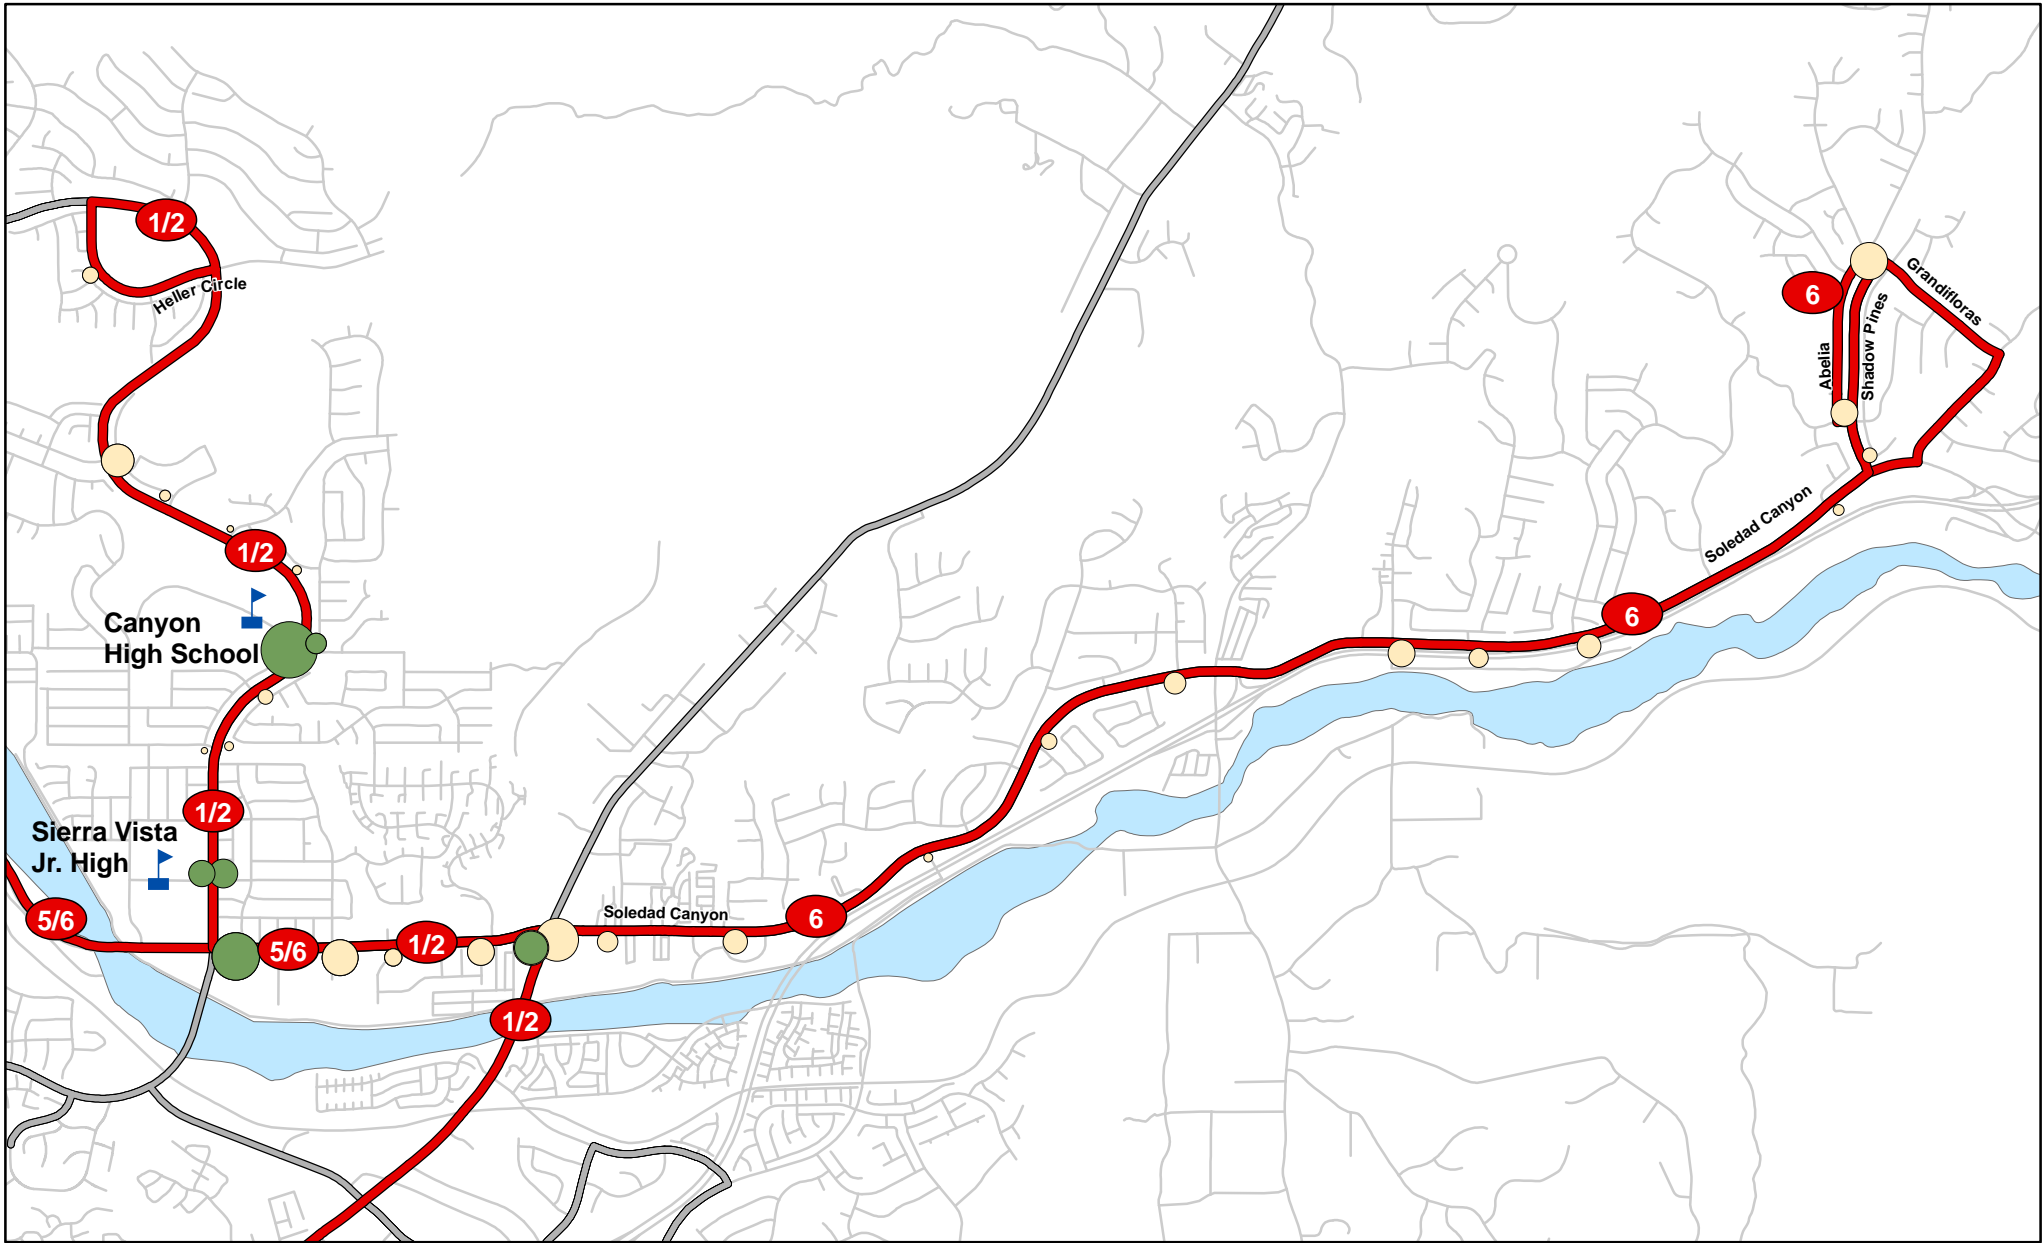 1/2
Heller Circle
6
Grandifloras
Abelia
Shadow Pines
Soledad Canyon
1/2
Canyon
High School
6
1/2
Sierra Vista
Jr. High
5/6
5/6
1/2
Soledad Canyon
6
1/2